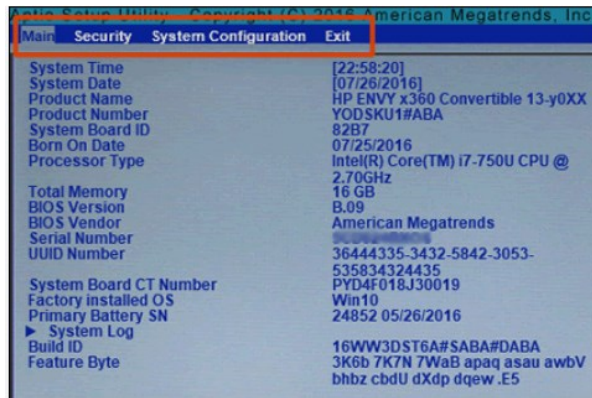 Aptio Setup Utility - Copyright (C) 2016 American Megatrends, Inc
Main Security System Configuration Exit
System Time [22:58:20]
System Date [07/26/2016]
Product Name HP ENVY x360 Convertible 13-y0XX
Product Number YODSKU1#ABA
System Board ID 82B7
Born On Date 07/25/2016
Processor Type Intel(R) Core(TM) i7-750U CPU @
2.70GHz
Total Memory 16 GB
BIOS Version B.09
BIOS Vendor American Megatrends
Serial Number
UUID Number 36444335-3432-5842-3053-
535834324435
System Board CT Number PYD4F018J30019
Factory installed OS Win10
Primary Battery SN 24852 05/26/2016
▶ System Log
Build ID 16WW3DST6A#SABA#DABA
Feature Byte 3K6b 7K7N 7WaB apaq asau awbV
bhbz cbdU dXdp dqew .E5